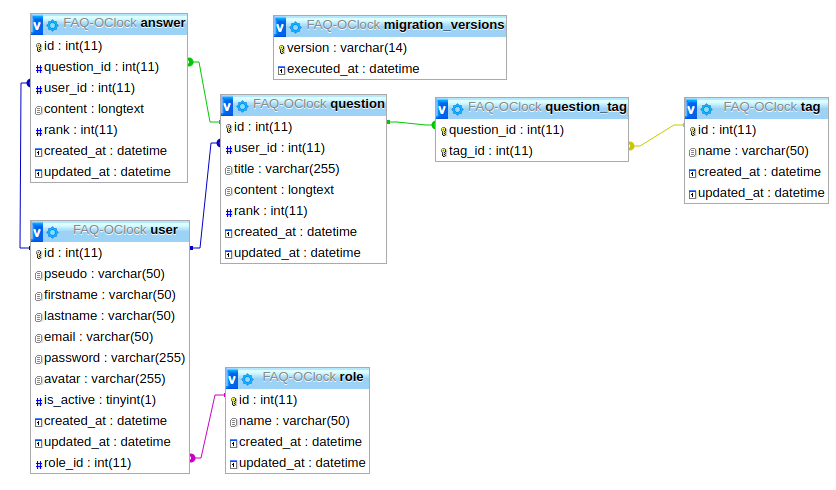 v FAQ-OClock answer
id : int(11)
question_id : int(11)
user_id : int(11)
content : longtext
rank : int(11)
created_at : datetime
updated_at : datetime
v FAQ-OClock migration_versions
version : varchar(14)
executed_at : datetime
v FAQ-OClock question
id : int(11)
user_id : int(11)
title : varchar(255)
content : longtext
rank : int(11)
created_at : datetime
updated_at : datetime
v FAQ-OClock question_tag
question_id : int(11)
tag_id : int(11)
v FAQ-OClock tag
id : int(11)
name : varchar(50)
created_at : datetime
updated_at : datetime
v FAQ-OClock user
id : int(11)
pseudo : varchar(50)
firstname : varchar(50)
lastname : varchar(50)
email : varchar(50)
password : varchar(255)
avatar : varchar(255)
is_active : tinyint(1)
created_at : datetime
updated_at : datetime
role_id : int(11)
v FAQ-OClock role
id : int(11)
name : varchar(50)
created_at : datetime
updated_at : datetime